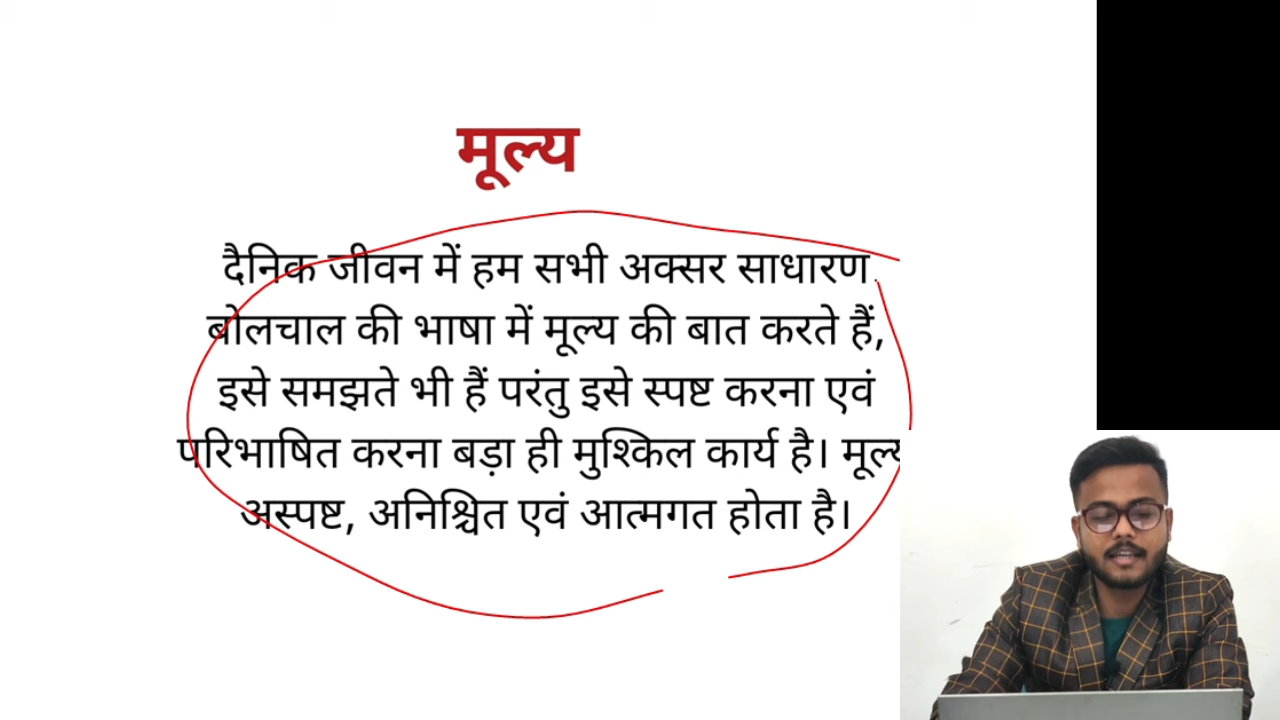 मूल्य
दैनिक जीवन में हम सभी अक्सर साधारण
बोलचाल की भाषा में मूल्य की बात करते हैं,
इसे समझते भी हैं परंतु इसे स्पष्ट करना एवं
परिभाषित करना बड़ा ही मुश्किल कार्य है। मूल्य
अस्पष्ट, अनिश्चित एवं आत्मगत होता है।